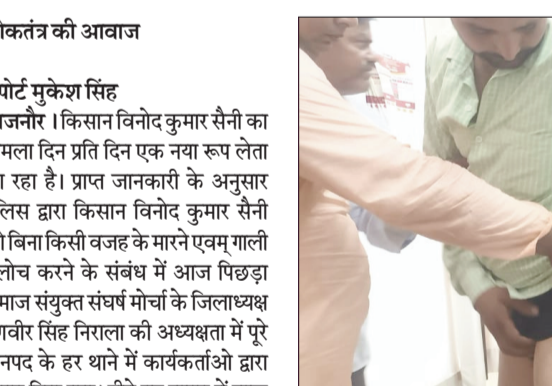 ोकतंत्र की आवाज
पोर्ट मुकेश सिंह
जनौर । किसान विनोद कुमार सैनी का
मला दिन प्रति दिन एक नया रूप लेता
रहा है। प्राप्त जानकारी के अनुसार
लिस द्वारा किसान विनोद कुमार सैनी
बिना किसी वजह के मारने एवम् गाली
लोच करने के संबंध में आज पिछड़ा
माज संयुक्त संघर्ष मोर्चा के जिलाध्यक्ष
गवीर सिंह निराला की अध्यक्षता में पूरे
नपद के हर थाने में कार्यकर्ताओ द्वारा